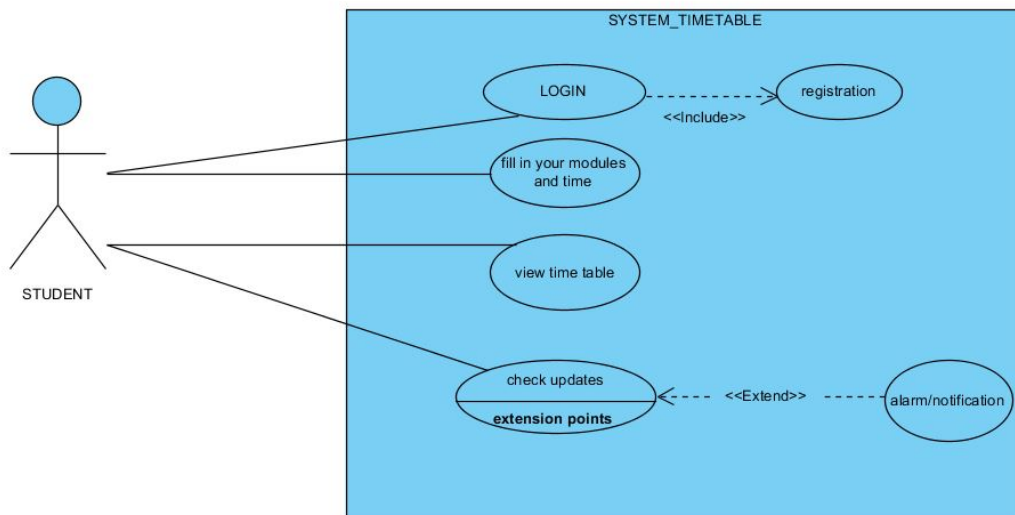 SYSTEM_TIMETABLE
LOGIN
registration
<<Include>>
fill in your modules
and time
STUDENT
view time table
check updates
<<Extend>>
alarm/notification
extension points